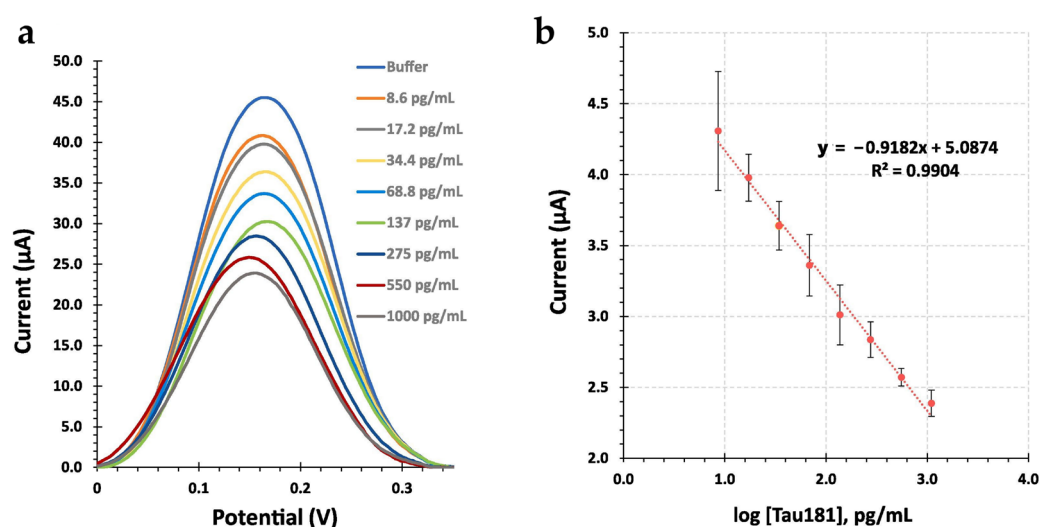 a
50.0
45.0
40.0
35.0
30.0
25.0
20.0
15.0
10.0
5.0
0.0
Current (µA)
0
0.1
0.2
0.3
Potential (V)
Buffer
8.6 pg/mL
17.2 pg/mL
34.4 pg/mL
68.8 pg/mL
137 pg/mL
275 pg/mL
550 pg/mL
1000 pg/mL
b
5.0
4.5
4.0
3.5
3.0
2.5
2.0
Current (µA)
y = −0.9182x + 5.0874
R² = 0.9904
0.0
1.0
2.0
3.0
4.0
log [Tau181], pg/mL